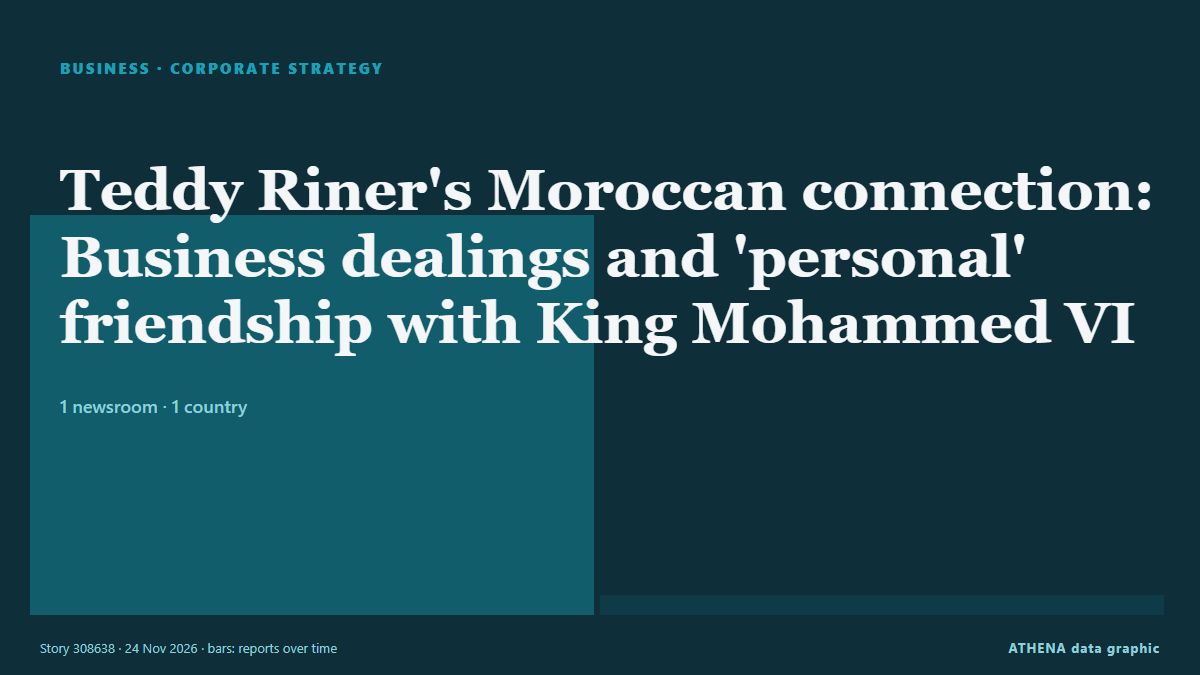 BUSINESS · CORPORATE STRATEGY
Teddy Riner's Moroccan connection:
Business dealings and 'personal'
friendship with King Mohammed VI
1 newsroom · 1 country
Story 308638 · 24 Nov 2026 · bars: reports over time
ATHENA data graphic